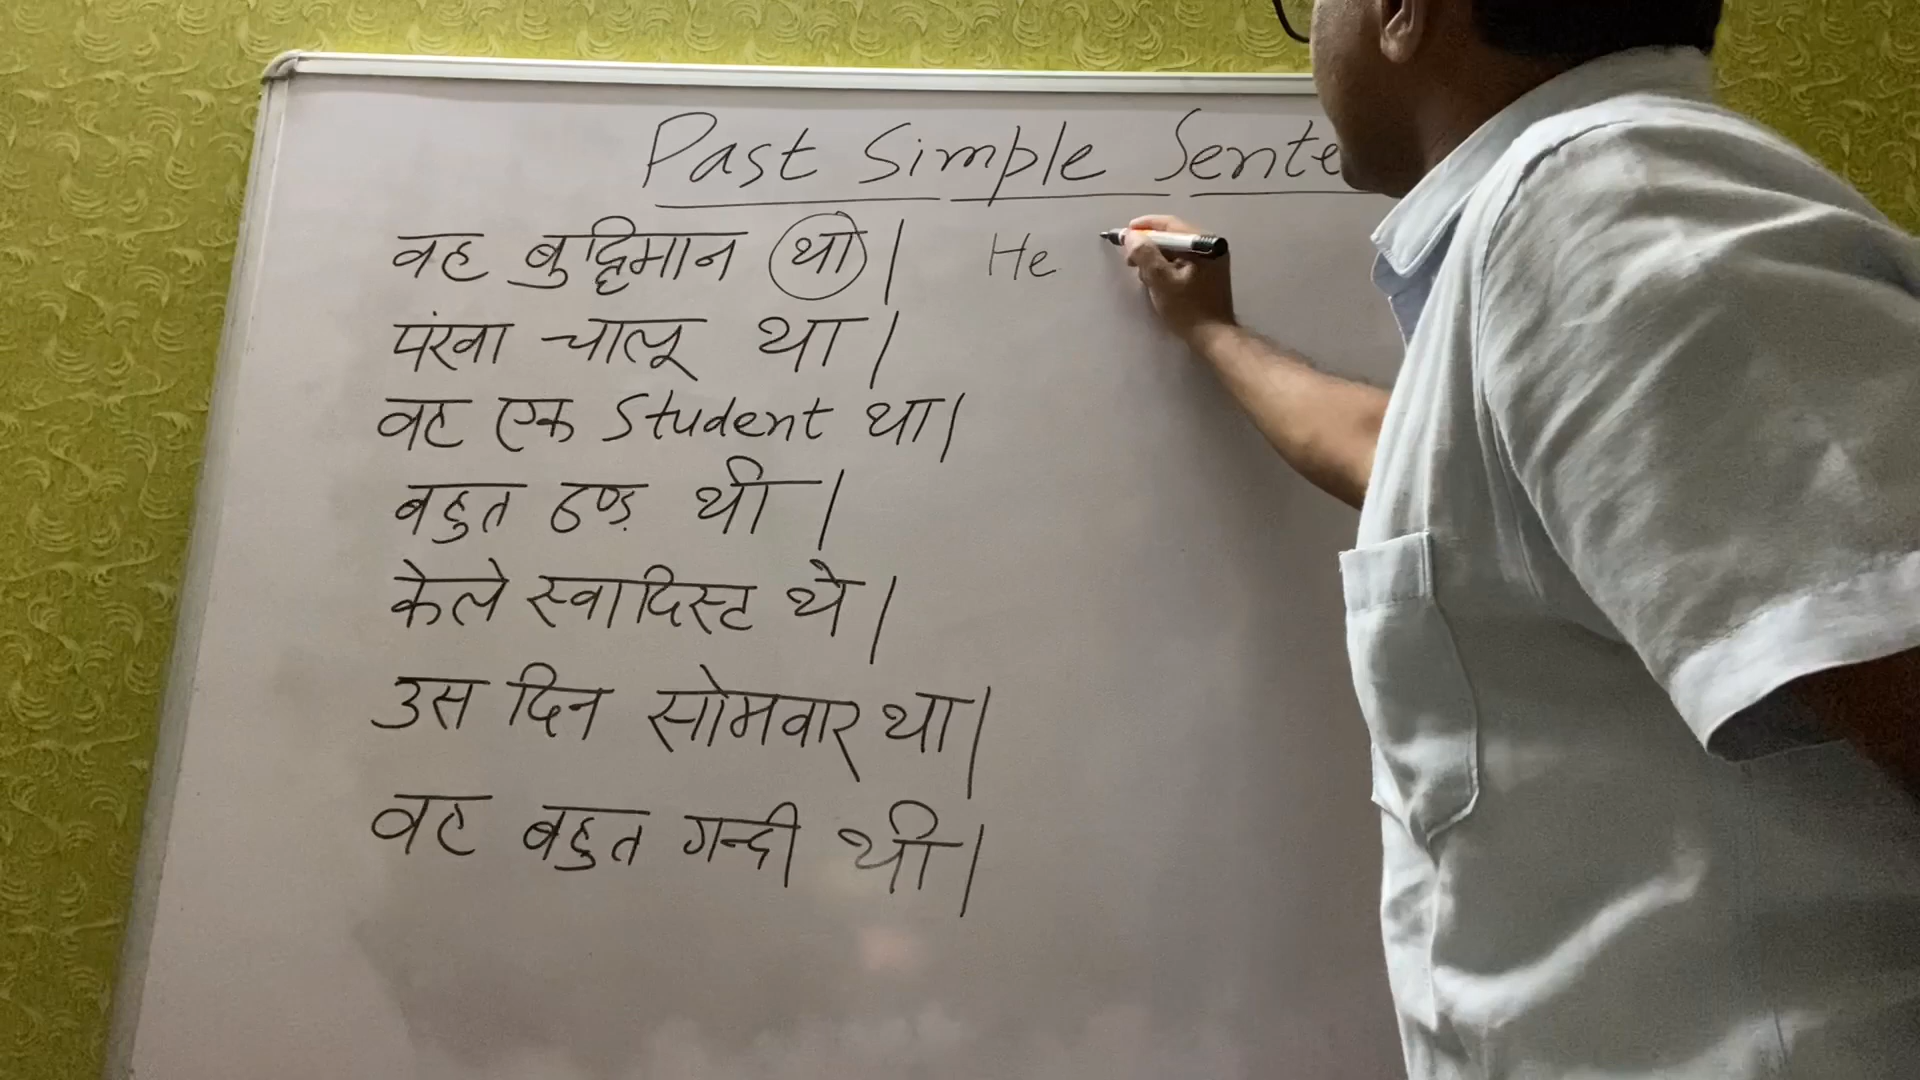 Past Simple Sente
वह बुद्धिमान था। He
पंखा चालू था।
वह एक Student था।
बहुत ठण्ड थी।
केले स्वादिस्ट थे।
उस दिन सोमवार था।
वह बहुत गन्दी थी।